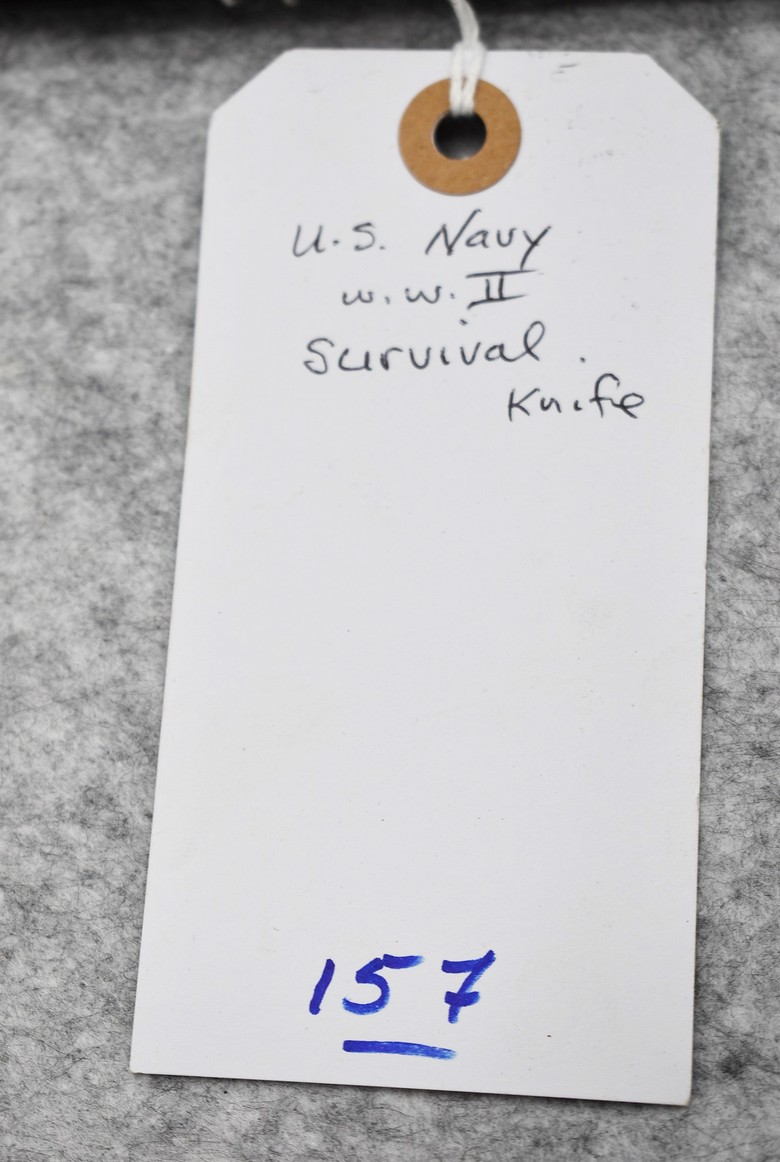 U.S. Navy
w.w. II
Survival.
Knife
157